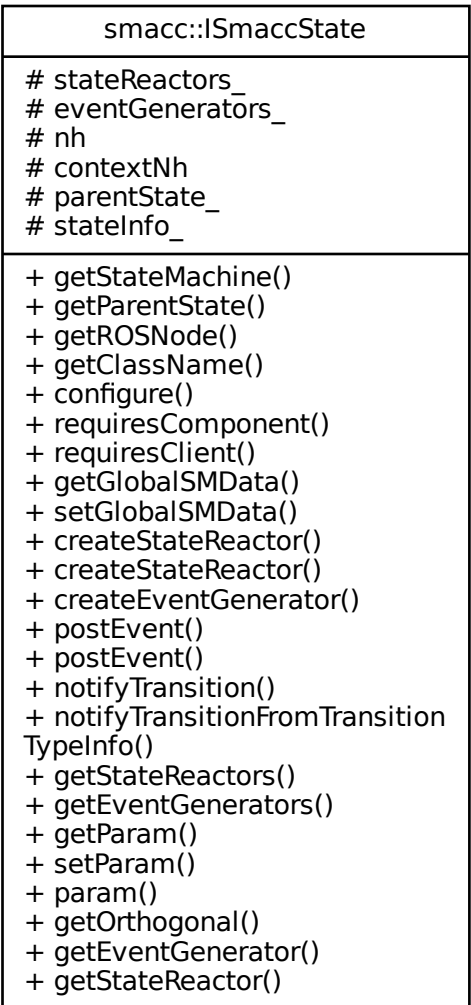 smacc::ISmaccState
# stateReactors_
# eventGenerators_
# nh
# contextNh
# parentState_
# stateInfo_
+ getStateMachine()
+ getParentState()
+ getROSNode()
+ getClassName()
+ configure()
+ requiresComponent()
+ requiresClient()
+ getGlobalSMData()
+ setGlobalSMData()
+ createStateReactor()
+ createStateReactor()
+ createEventGenerator()
+ postEvent()
+ postEvent()
+ notifyTransition()
+ notifyTransitionFromTransition
TypeInfo()
+ getStateReactors()
+ getEventGenerators()
+ getParam()
+ setParam()
+ param()
+ getOrthogonal()
+ getEventGenerator()
+ getStateReactor()